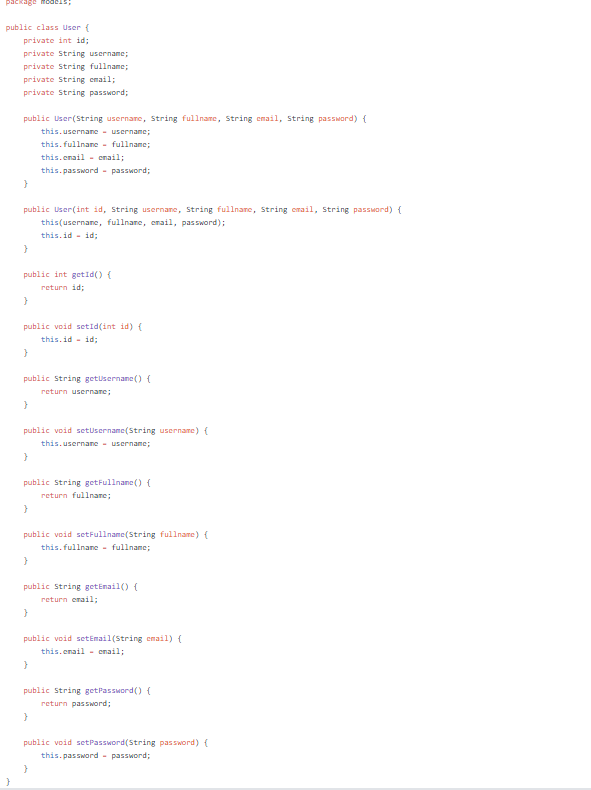 package models;
public class User {
private int id;
private String username;
private String fullname;
private String email;
private String password;
public User(String username, String fullname, String email, String password) {
this.username = username;
this.fullname = fullname;
this.email = email;
this.password = password;
}
public User(int id, String username, String fullname, String email, String password) {
this(username, fullname, email, password);
this.id = id;
}
public int getId() {
return id;
}
public void setId(int id) {
this.id = id;
}
public String getUsername() {
return username;
}
public void setUsername(String username) {
this.username = username;
}
public String getFullname() {
return fullname;
}
public void setFullname(String fullname) {
this.fullname = fullname;
}
public String getEmail() {
return email;
}
public void setEmail(String email) {
this.email = email;
}
public String getPassword() {
return password;
}
public void setPassword(String password) {
this.password = password;
}
}